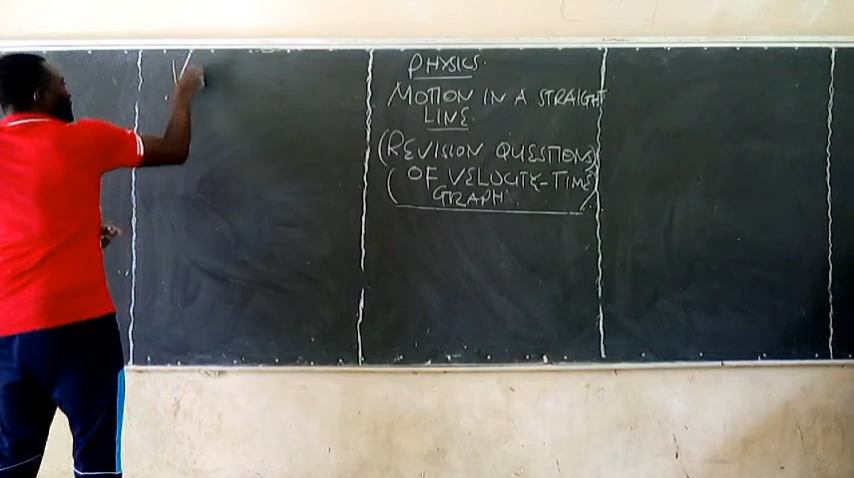 V
PHYSICS.
MOTION IN A STRAIGHT
LINE.
(REVISION QUESTIONS)
( OF VELOCITY-TIME )
GRAPH.